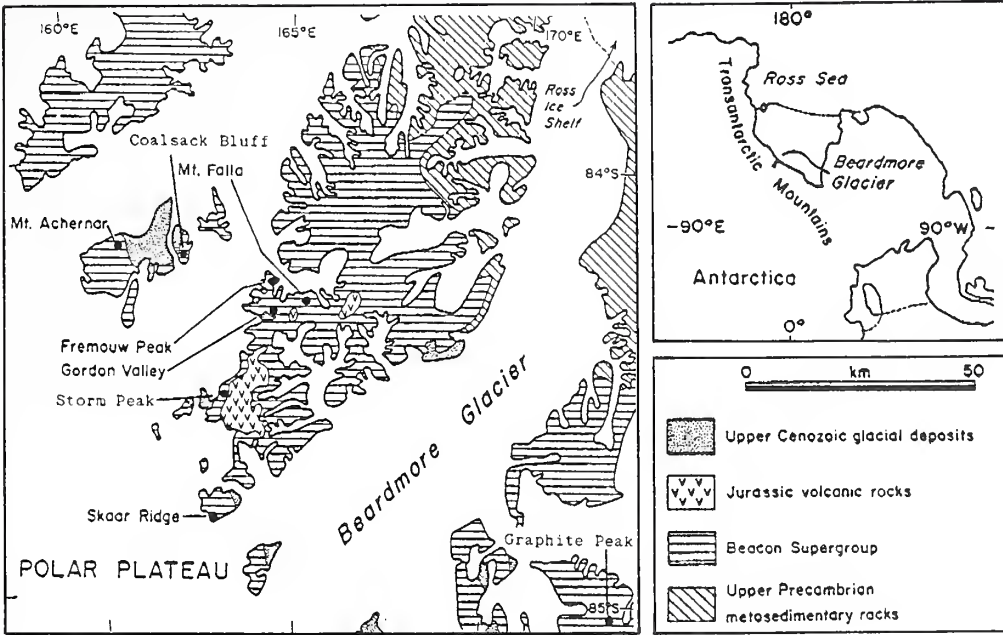 160°E
165°E
170°E
Ross
Ice
Shelf
Coalsack Bluff
Mt. Falla
84°S
Mt. Achernar
Fremouw Peak
Gordon Valley
Storm Peak
Beardmore Glacier
Skaar Ridge
Graphite Peak
POLAR PLATEAU
85°S
180°
Ross Sea
Transantarctic Mountains
Beardmore
Glacier
90°E
90°W
Antarctica
0°
0 50
km
Upper Cenozoic glacial deposits
Jurassic volcanic rocks
Beacon Supergroup
Upper Precambrian
metosedimentary racks